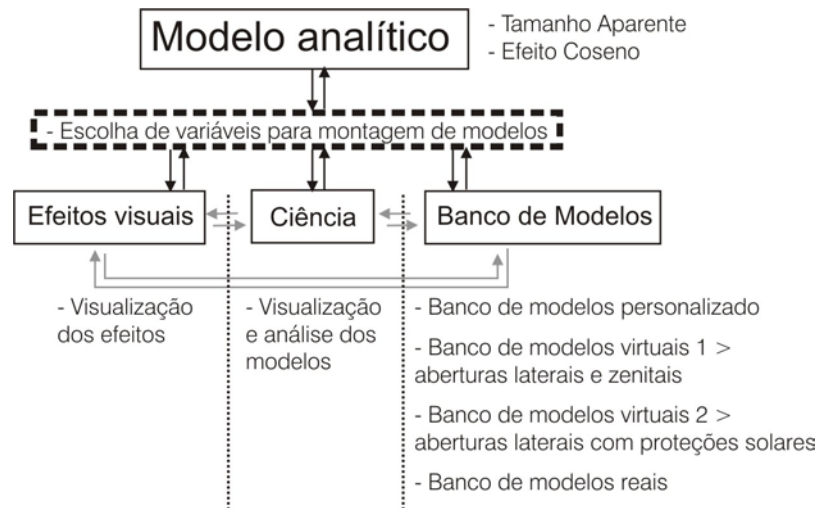 Modelo analítico
- Tamanho Aparente
- Efeito Coseno
- Escolha de variáveis para montagem de modelos
Efeitos visuais
Ciência
Banco de Modelos
- Visualização
dos efeitos
- Visualização
e análise dos
modelos
- Banco de modelos personalizado
- Banco de modelos virtuais 1 >
aberturas laterais e zenitais
- Banco de modelos virtuais 2 >
aberturas laterais com proteções solares
- Banco de modelos reais